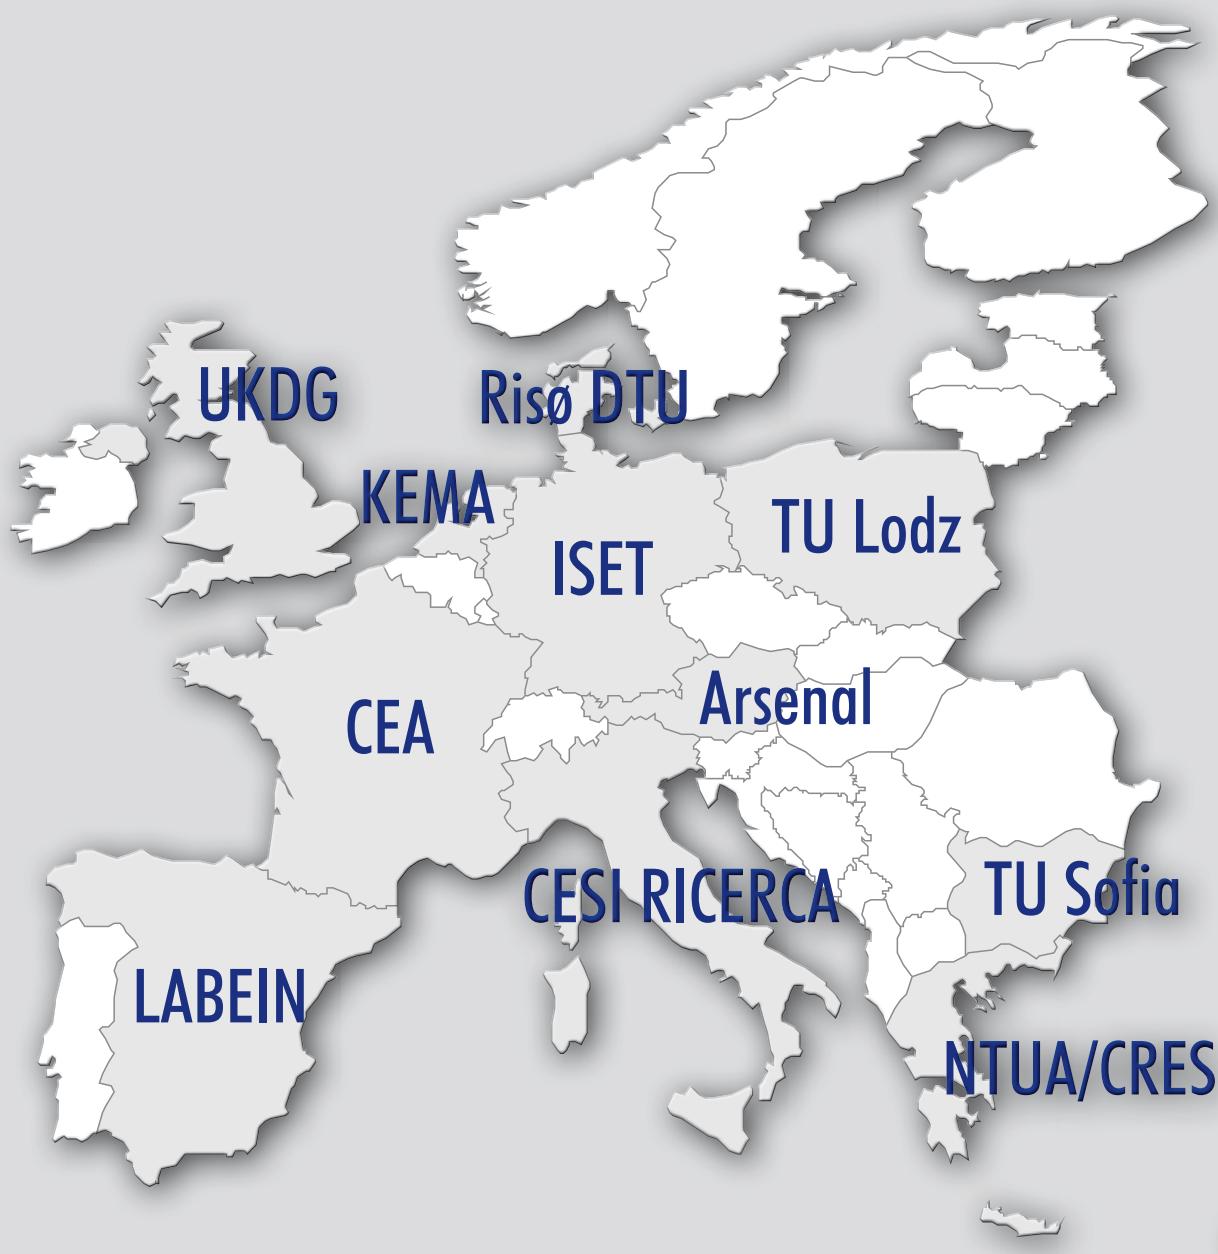 UKDG
Risø DTU
KEMA
TU Lodz
ISET
Arsenal
CEA
CESI RICERCA
TU Sofia
LABEIN
NTUA/CRES